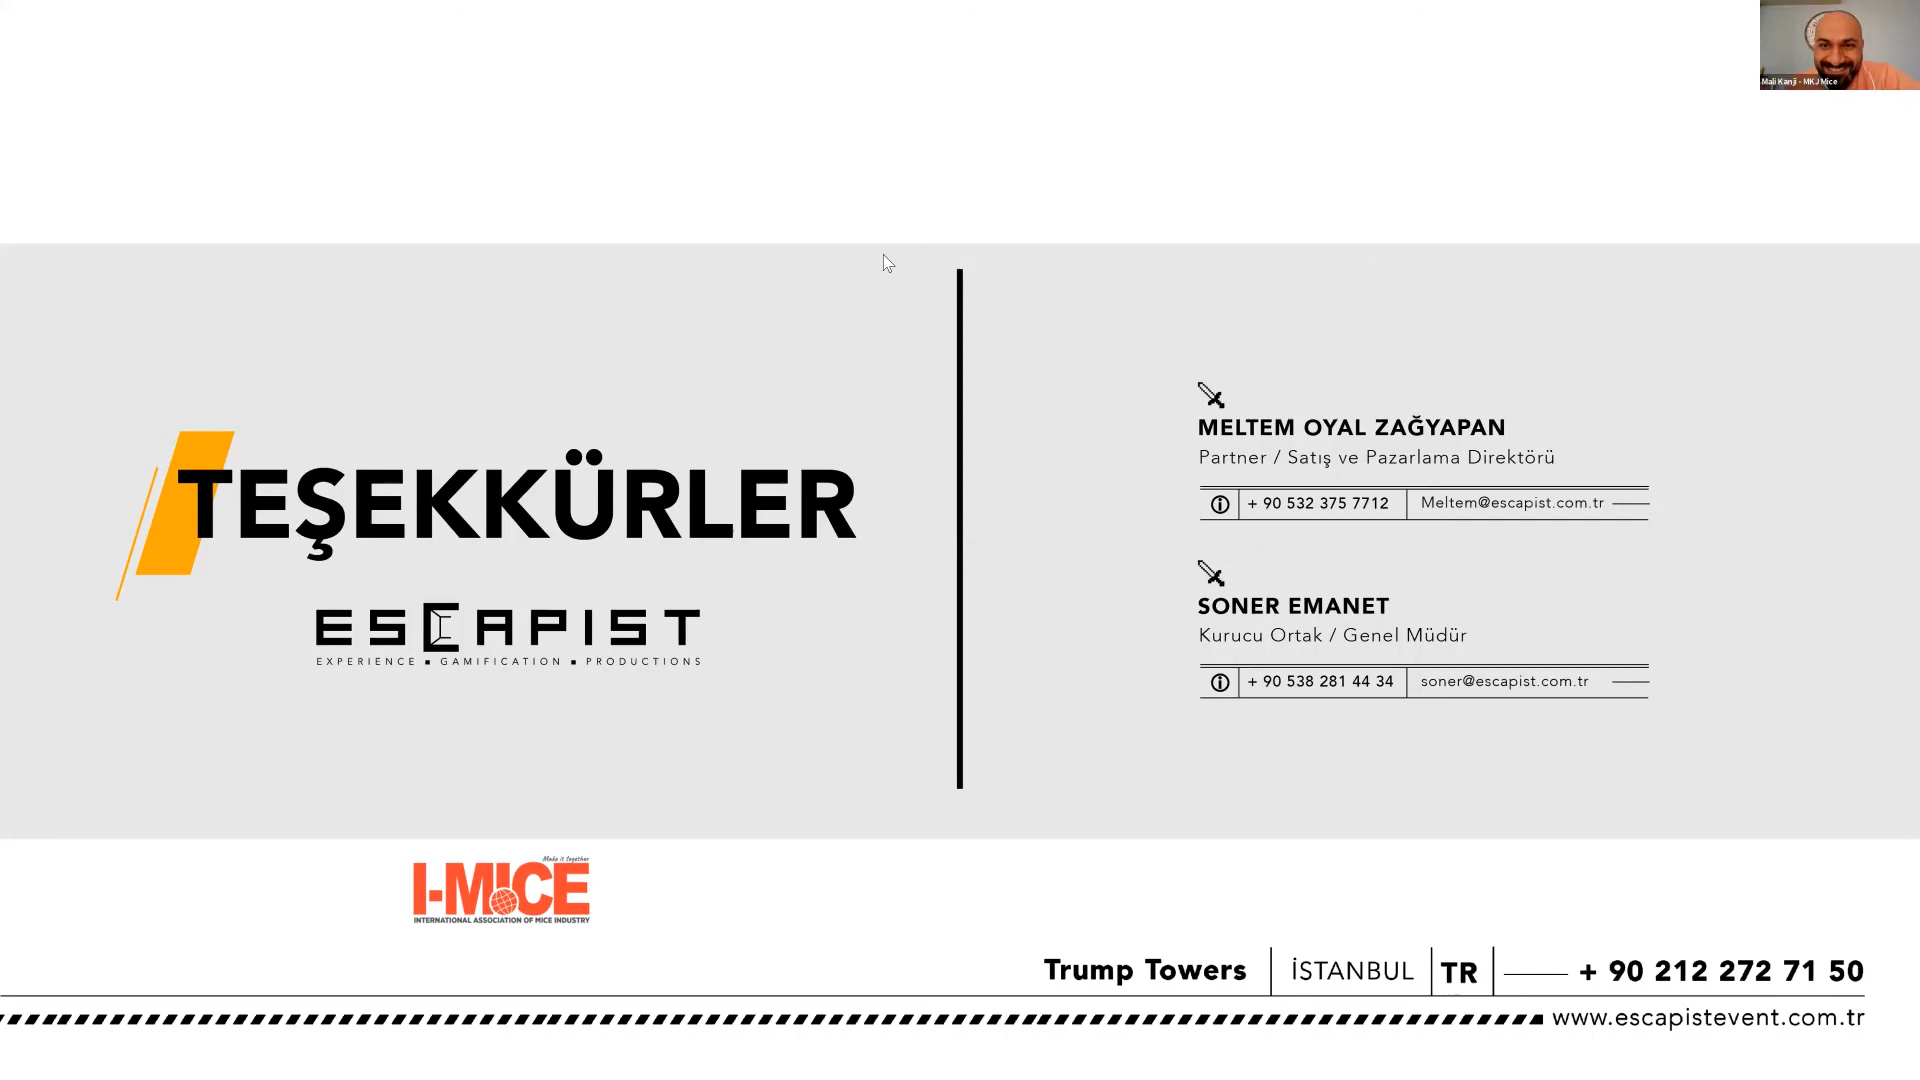 Mali Kanji - MKJ Mice
TEŞEKKÜRLER
ESCAPIST
EXPERIENCE ■ GAMIFICATION ■ PRODUCTIONS
MELTEM OYAL ZAĞYAPAN
Partner / Satış ve Pazarlama Direktörü
+ 90 532 375 7712 Meltem@escapist.com.tr
SONER EMANET
Kurucu Ortak / Genel Müdür
+ 90 538 281 44 34 soner@escapist.com.tr
Make it together
I-MICE
INTERNATIONAL ASSOCIATION OF MICE INDUSTRY
Trump Towers İSTANBUL TR + 90 212 272 71 50
www.escapistevent.com.tr